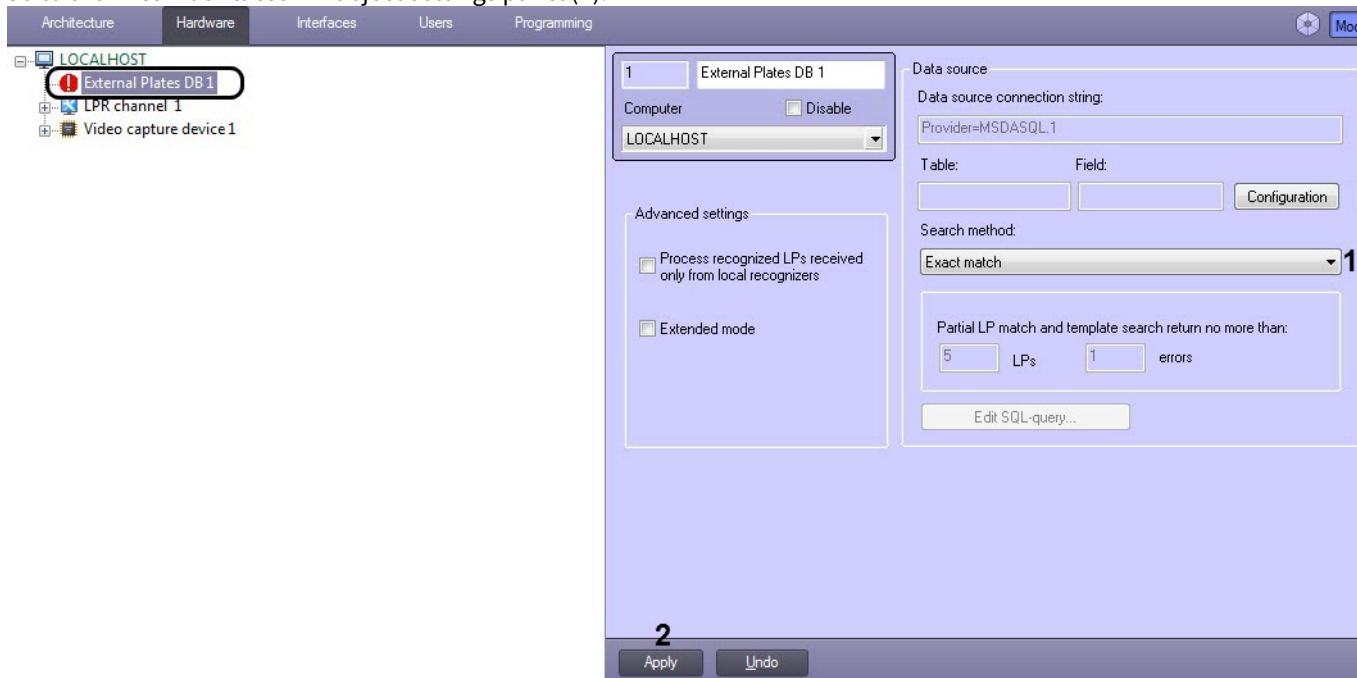 Architecture Hardware Interfaces Users Programming
LOCALHOST
External Plates DB 1
LPR channel 1
Video capture device 1
1 External Plates DB 1
Computer Disable
LOCALHOST
Advanced settings
Process recognized LPs received
only from local recognizers
Extended mode
Data source
Data source connection string:
Provider=MSDASQL.1
Table: Field:
Configuration
Search method:
Exact match 1
Partial LP match and template search return no more than:
5 LPs 1 errors
Edit SQL-query...
2
Apply Undo